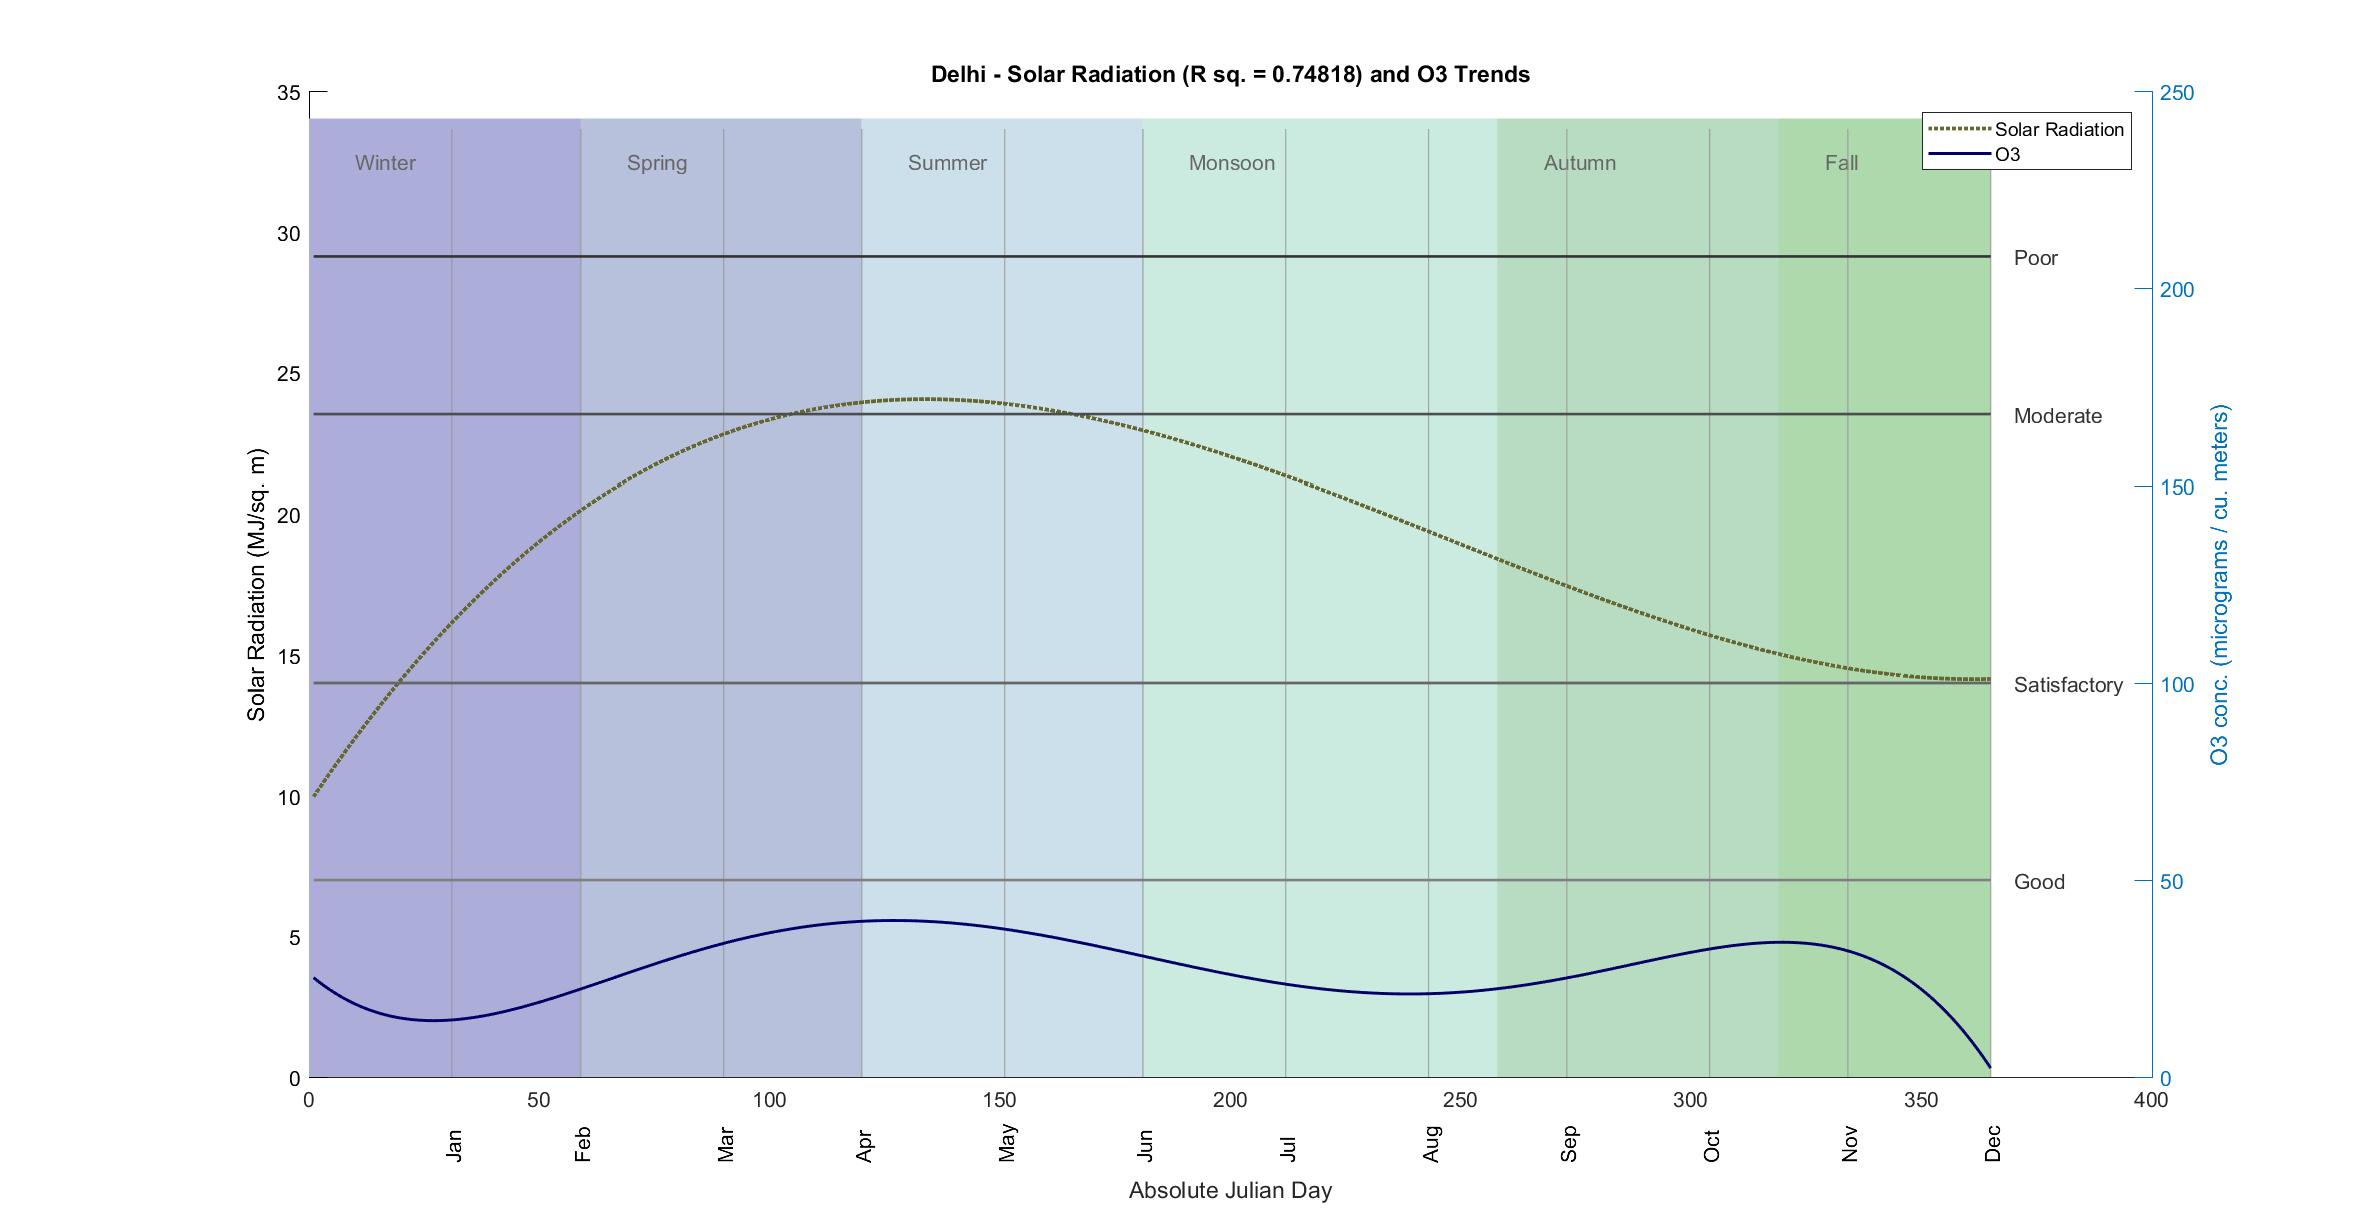 Delhi - Solar Radiation (R sq. = 0.74818) and O3 Trends
35
30
25
20
15
10
5
0
Solar Radiation (MJ/sq. m)
Winter
Spring
Summer
Monsoon
Autumn
Fall
Solar Radiation
O3
Poor
Moderate
Satisfactory
Good
250
200
150
100
50
0
O3 conc. (micrograms / cu. meters)
0 50 100 150 200 250 300 350 400
Jan Feb Mar Apr May Jun Jul Aug Sep Oct Nov Dec
Absolute Julian Day